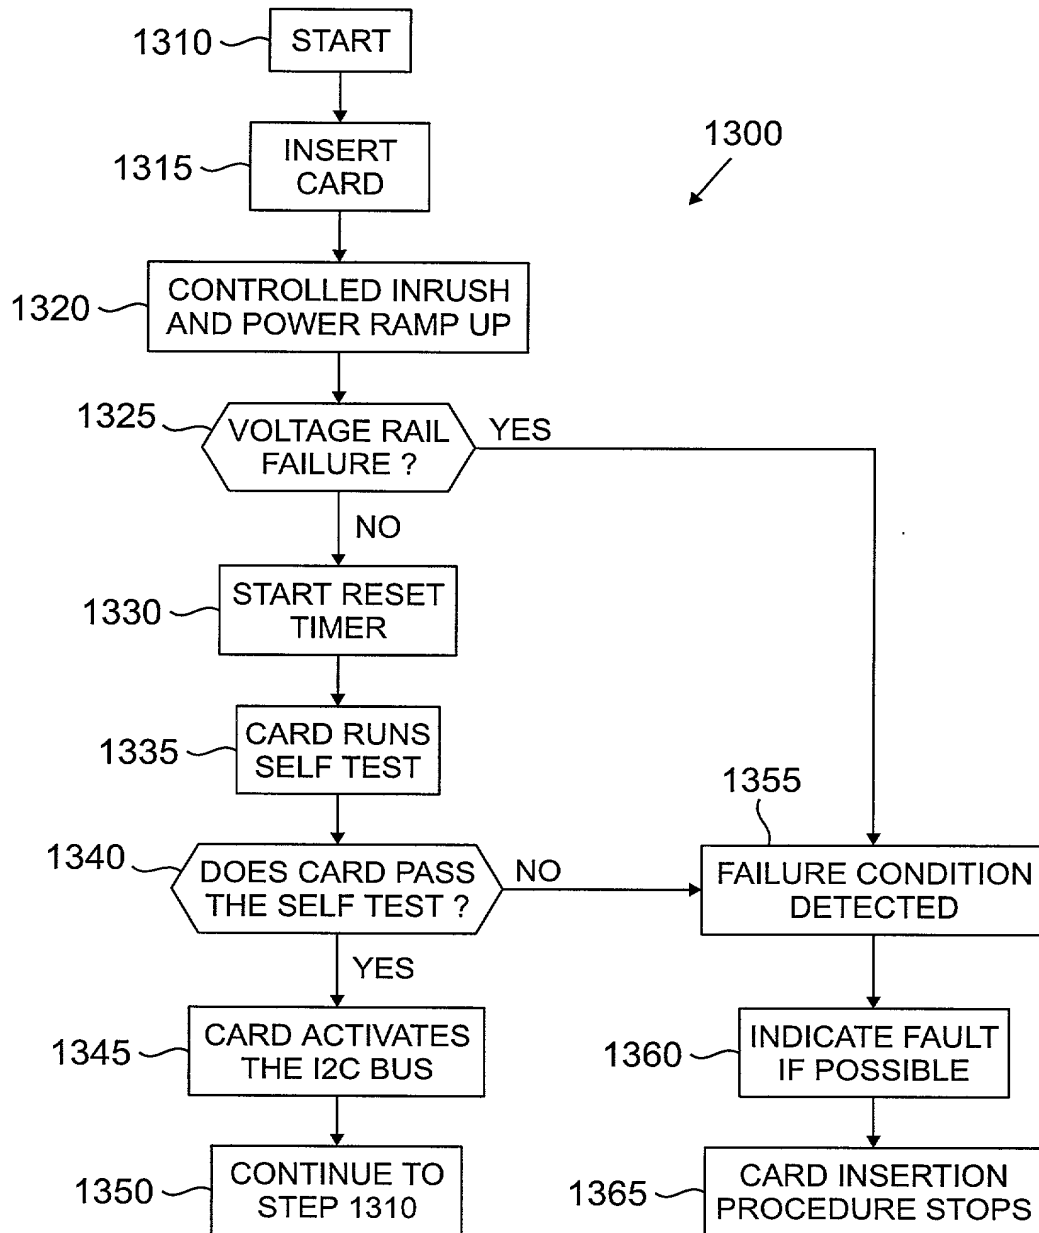 1310
START
1300
1315
INSERT
CARD
1320
CONTROLLED INRUSH
AND POWER RAMP UP
1325
VOLTAGE RAIL
FAILURE ?
YES
NO
1330
START RESET
TIMER
1335
CARD RUNS
SELF TEST
1340
DOES CARD PASS
THE SELF TEST ?
NO
1355
FAILURE CONDITION
DETECTED
YES
1345
CARD ACTIVATES
THE I2C BUS
1360
INDICATE FAULT
IF POSSIBLE
1350
CONTINUE TO
STEP 1310
1365
CARD INSERTION
PROCEDURE STOPS